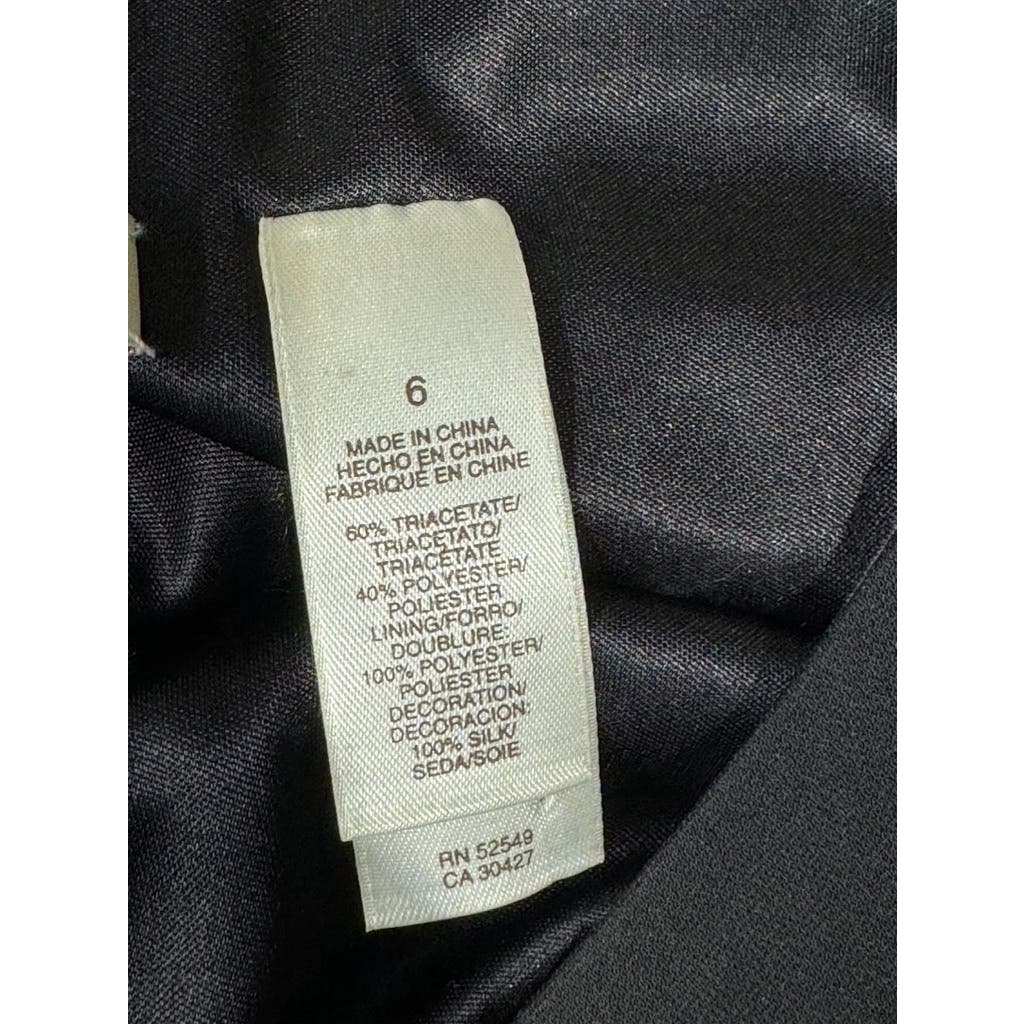 6
MADE IN CHINA
HECHO EN CHINA
FABRIQUE EN CHINE
60% TRIACETATE/
TRIACETATO/
TRIACETATE
40% POLYESTER/
POLIESTER
LINING/FORRO/
DOUBLURE:
100% POLYESTER/
POLIESTER
DECORATION/
DECORACION:
100% SILK/
SEDA/SOIE
RN 52549
CA 30427